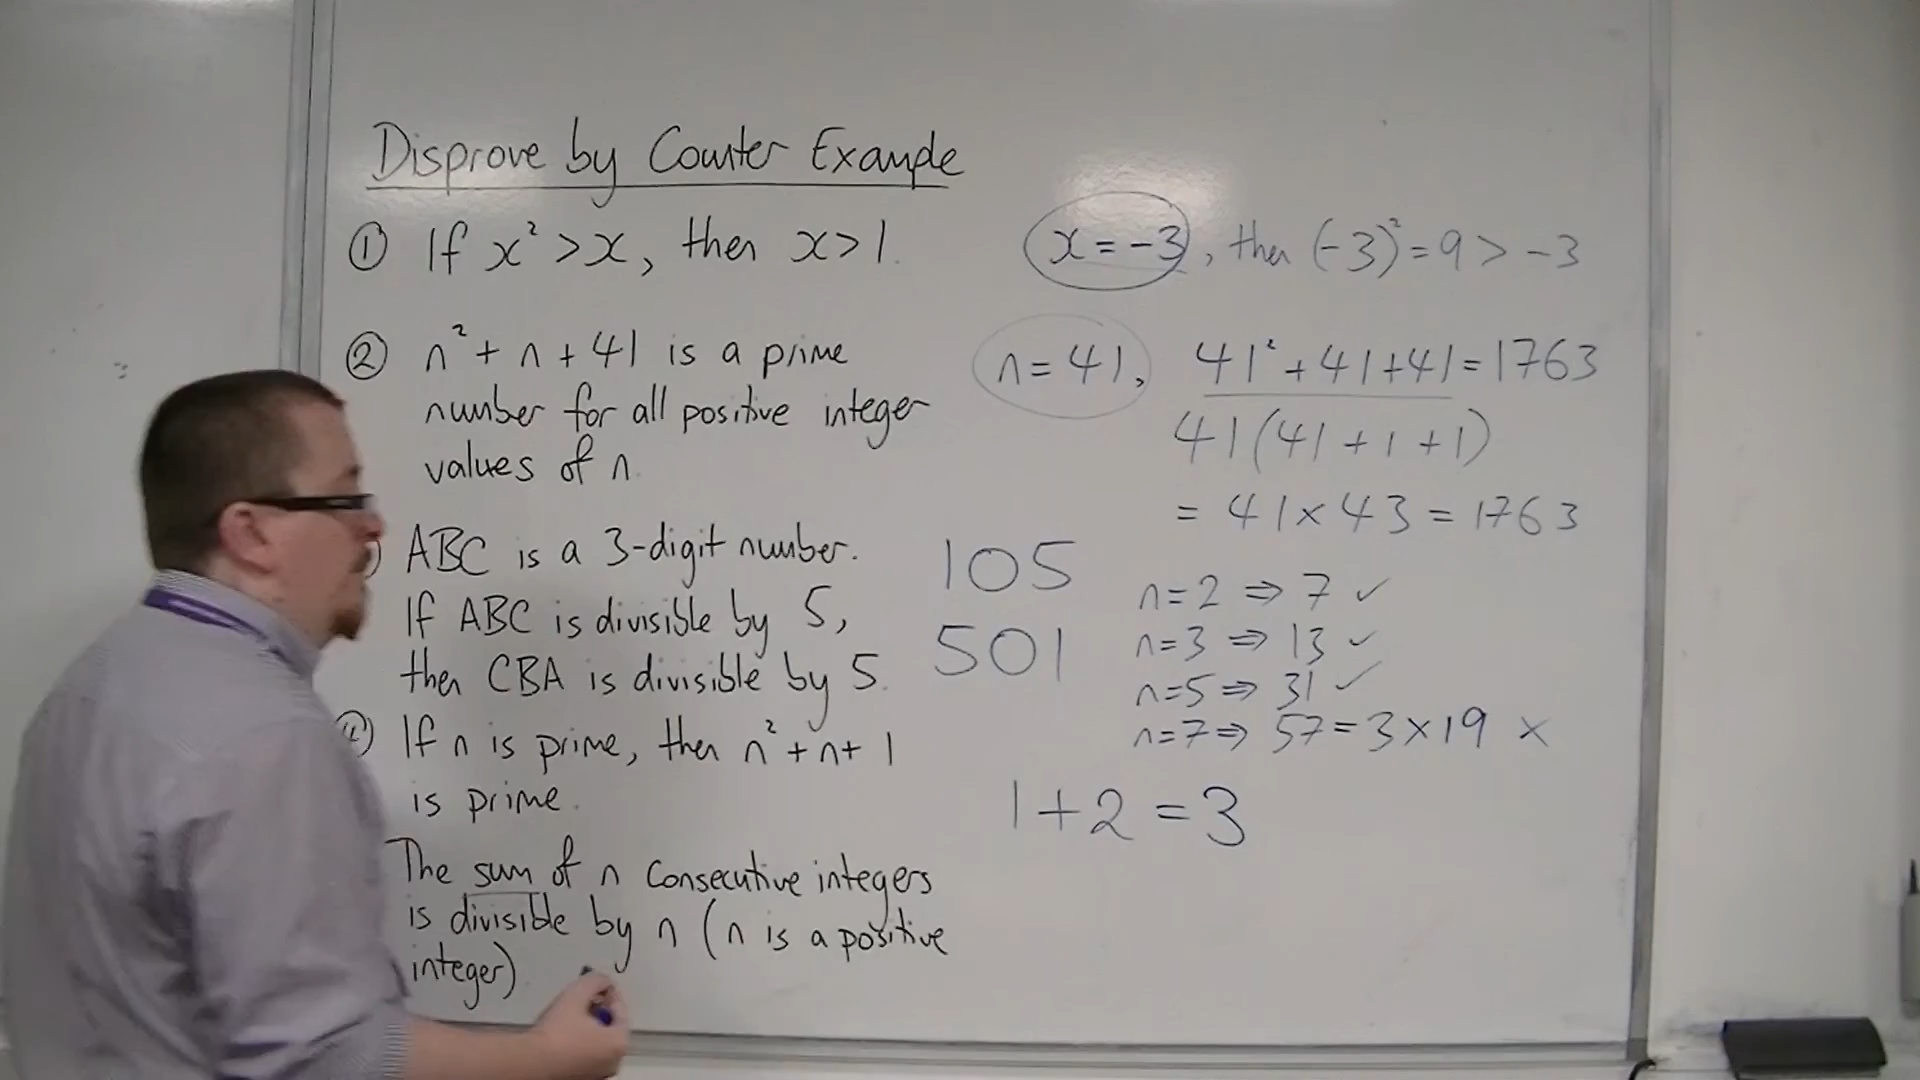 Disprove by Counter Example
① If x² > x, then x > 1.
x = -3, then (-3)² = 9 > -3
② n² + n + 41 is a prime
number for all positive integer
values of n.
n = 41, 41² + 41 + 41 = 1763
41(41 + 1 + 1)
= 41 × 43 = 1763
ABC is a 3-digit number.
If ABC is divisible by 5,
then CBA is divisible by 5.
105
501
④ If n is prime, then n² + n + 1
is prime.
n=2 ⇒ 7 ✓
n=3 ⇒ 13 ✓
n=5 ⇒ 31 ✓
n=7 ⇒ 57 = 3 × 19 ×
The sum of n consecutive integers
is divisible by n (n is a positive
integer).
1 + 2 = 3